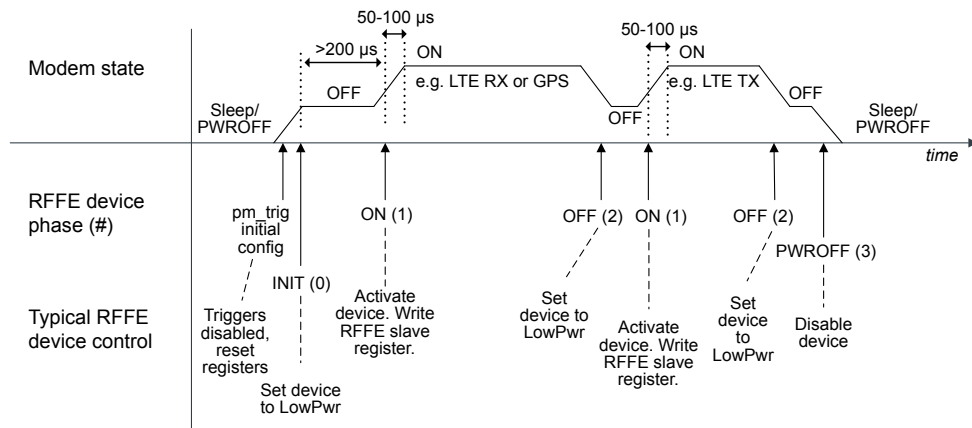 50-100 µs
>200 µs
ON
50-100 µs
ON
Modem state
e.g. LTE RX or GPS
e.g. LTE TX
OFF
OFF
Sleep/
PWROFF
Sleep/
PWROFF
time
RFFE device
phase (#)
pm_trig
initial
config
INIT (0)
ON (1)
OFF (2)
ON (1)
OFF (2)
PWROFF (3)
Typical RFFE
device control
Triggers
disabled,
reset
registers
Set device
to LowPwr
Activate
device. Write
RFFE slave
register.
Set
device to
LowPwr
Activate
device. Write
RFFE slave
register.
Set
device
to
LowPwr
Disable
device